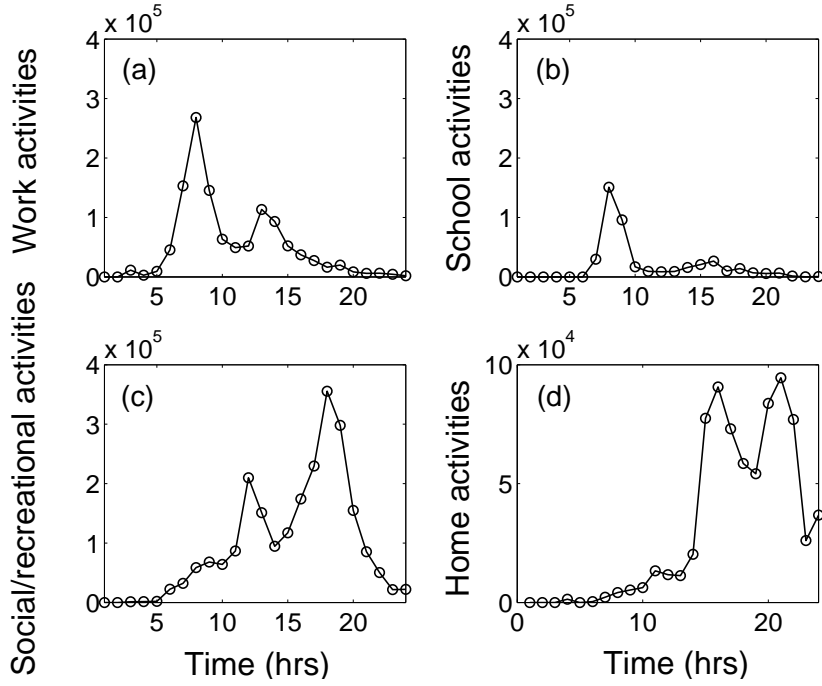 x 10^5
4
3
2
1
0
5 10 15 20
(a)
Work activities
x 10^5
4
3
2
1
0
5 10 15 20
(b)
School activities
x 10^5
4
3
2
1
0
5 10 15 20
(c)
Social/recreational activities
Time (hrs)
x 10^4
10
5
0
0 10 20
(d)
Home activities
Time (hrs)